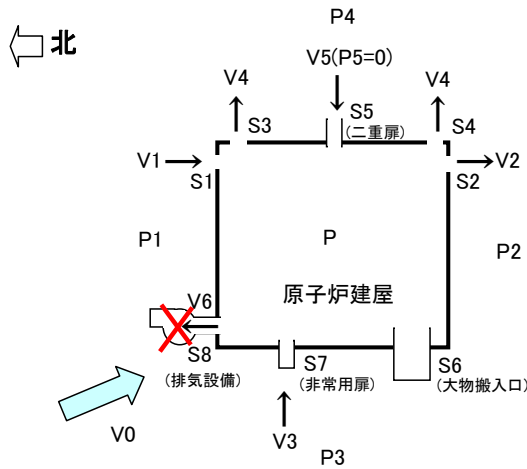 P4
北
V5(P5=0)
V4
V4
S5
(二重扉)
S3
S4
V1
V2
S1
S2
P1
P
P2
原子炉建屋
V6
S8
S7
S6
(排気設備)
(非常用扉)
(大物搬入口)
V0
V3
P3